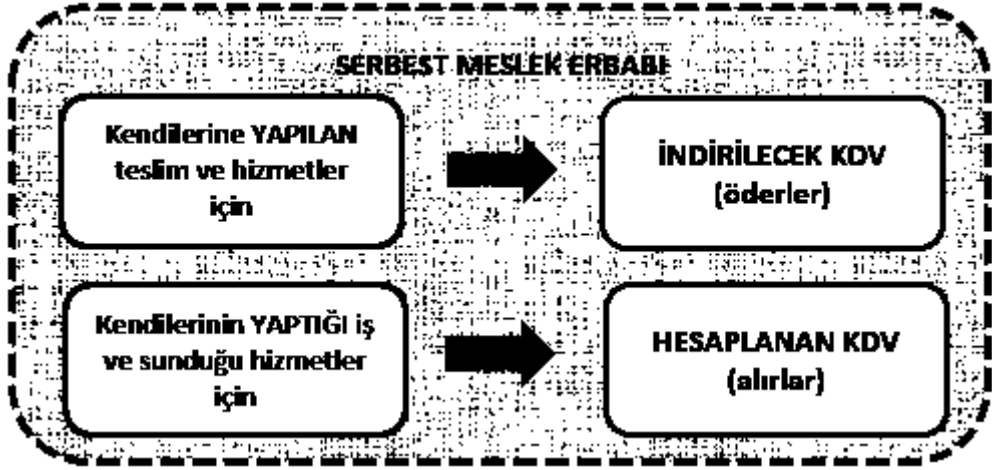 SERBEST MESLEK ERBABI
Kendilerine YAPILAN
teslim ve hizmetler
için
İNDİRİLECEK KDV
(öderler)
Kendilerinin YAPTIĞI iş
ve sunduğu hizmetler
için
HESAPLANAN KDV
(alırlar)